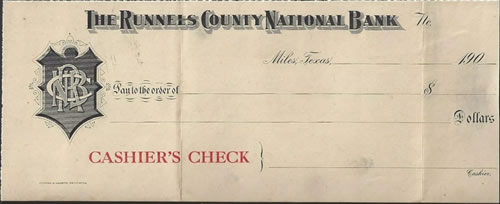 THE RUNNELS COUNTY NATIONAL BANK No.
Miles, Texas, 190
Pay to the order of $
Dollars
CASHIER'S CHECK
Cashier.